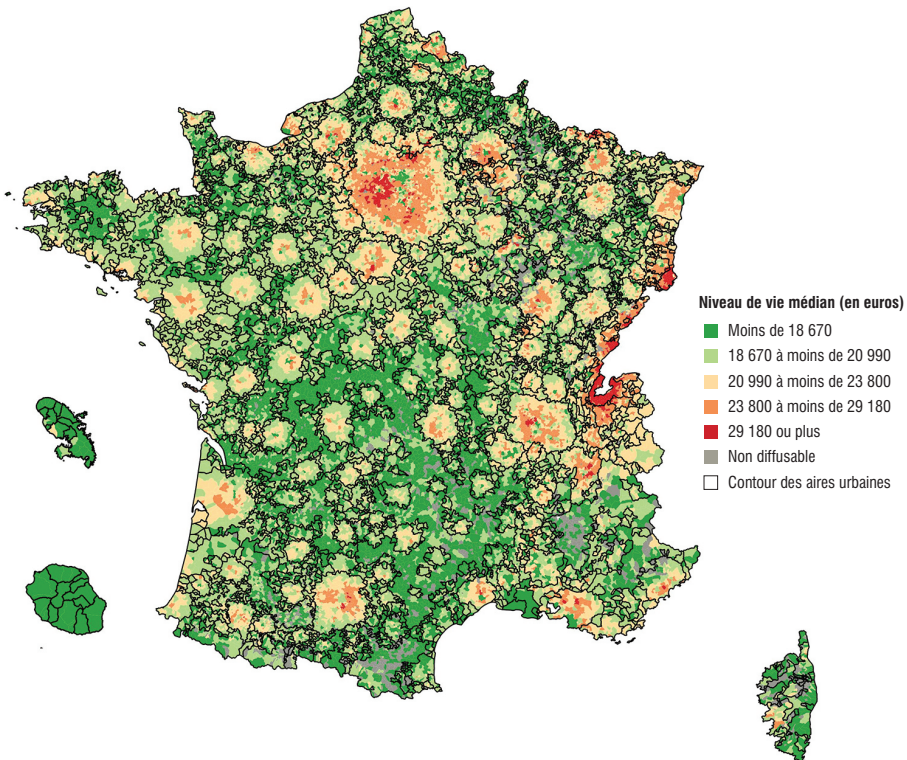 Niveau de vie médian (en euros)
Moins de 18 670
18 670 à moins de 20 990
20 990 à moins de 23 800
23 800 à moins de 29 180
29 180 ou plus
Non diffusable
Contour des aires urbaines